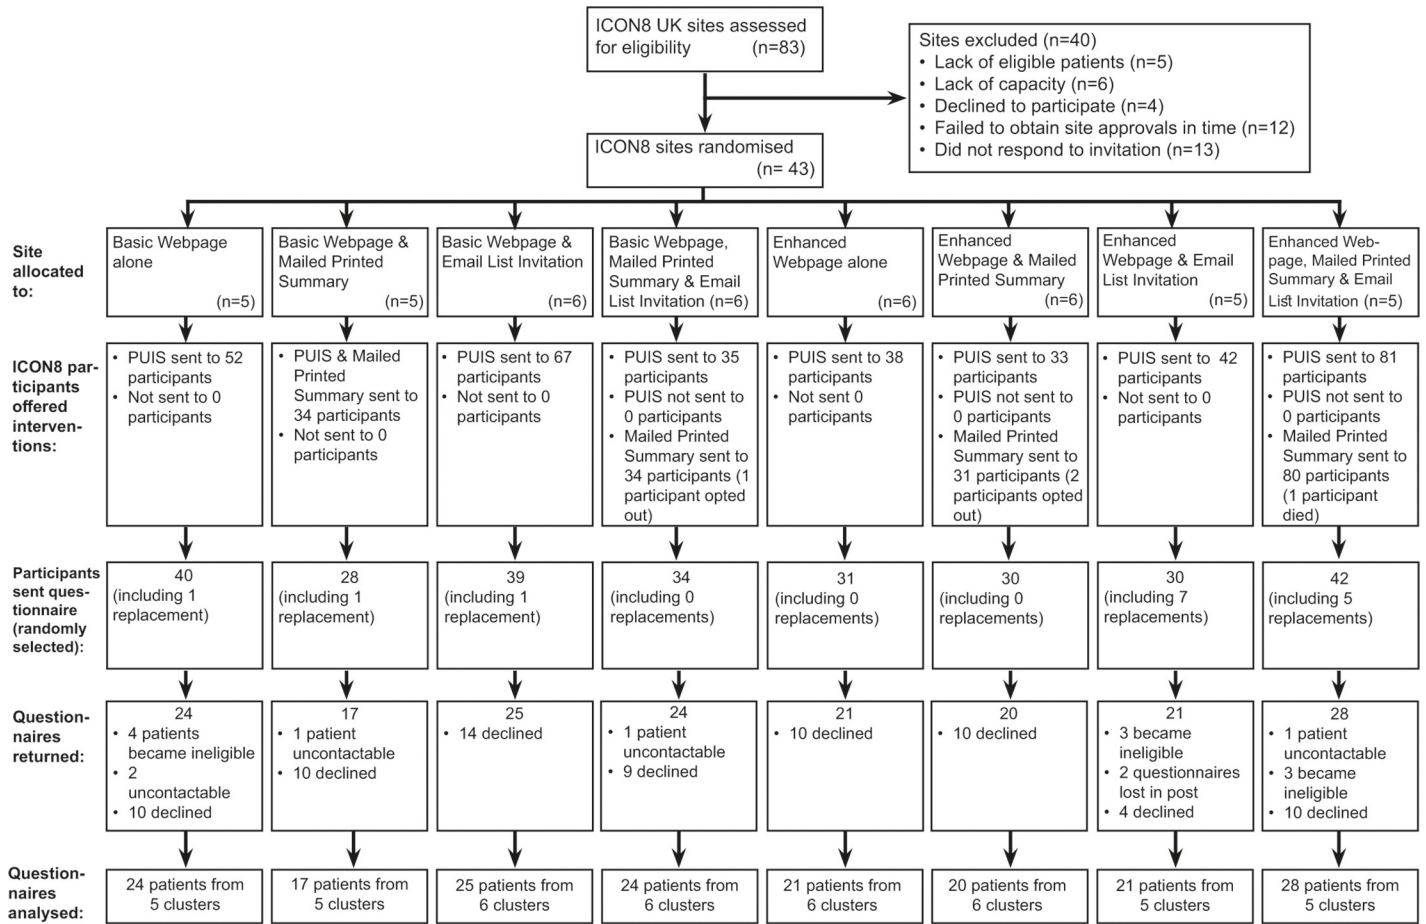 ICON8 UK sites assessed
for eligibility (n=83)
Sites excluded (n=40)
• Lack of eligible patients (n=5)
• Lack of capacity (n=6)
• Declined to participate (n=4)
• Failed to obtain site approvals in time (n=12)
• Did not respond to invitation (n=13)
ICON8 sites randomised
(n= 43)
Site
allocated
to:
Basic Webpage
alone
(n=5)
Basic Webpage &
Mailed Printed
Summary
(n=5)
Basic Webpage &
Email List Invitation
(n=6)
Basic Webpage,
Mailed Printed
Summary & Email
List Invitation (n=6)
Enhanced
Webpage alone
(n=6)
Enhanced
Webpage & Mailed
Printed Summary
(n=6)
Enhanced
Webpage & Email
List Invitation
(n=5)
Enhanced Web-
page, Mailed Printed
Summary & Email
List Invitation (n=5)
ICON8 par-
ticipants
offered
interven-
tions:
• PUIS sent to 52
participants
• Not sent to 0
participants
• PUIS & Mailed
Printed
Summary sent to
34 participants
• Not sent to 0
participants
• PUIS sent to 67
participants
• Not sent to 0
participants
• PUIS sent to 35
participants
• PUIS not sent to
0 participants
• Mailed Printed
Summary sent to
34 participants (1
participant opted
out)
• PUIS sent to 38
participants
• Not sent 0
participants
• PUIS sent to 33
participants
• PUIS not sent to
0 participants
• Mailed Printed
Summary sent to
31 participants (2
participants opted
out)
• PUIS sent to 42
participants
• Not sent to 0
participants
• PUIS sent to 81
participants
• PUIS not sent to
0 participants
• Mailed Printed
Summary sent to
80 participants
(1 participant
died)
Participants
sent ques-
tionnaire
(randomly
selected):
40
(including 1
replacement)
28
(including 1
replacement)
39
(including 1
replacement)
34
(including 0
replacements)
31
(including 0
replacements)
30
(including 0
replacements)
30
(including 7
replacements)
42
(including 5
replacements)
Question-
naires
returned:
24
• 4 patients
became ineligible
• 2
uncontactable
• 10 declined
17
• 1 patient
uncontactable
• 10 declined
25
• 14 declined
24
• 1 patient
uncontactable
• 9 declined
21
• 10 declined
20
• 10 declined
21
• 3 became
ineligible
• 2 questionnaires
lost in post
• 4 declined
28
• 1 patient
uncontactable
• 3 became
ineligible
• 10 declined
Question-
naires
analysed:
24 patients from
5 clusters
17 patients from
5 clusters
25 patients from
6 clusters
24 patients from
6 clusters
21 patients from
6 clusters
20 patients from
6 clusters
21 patients from
5 clusters
28 patients from
5 clusters